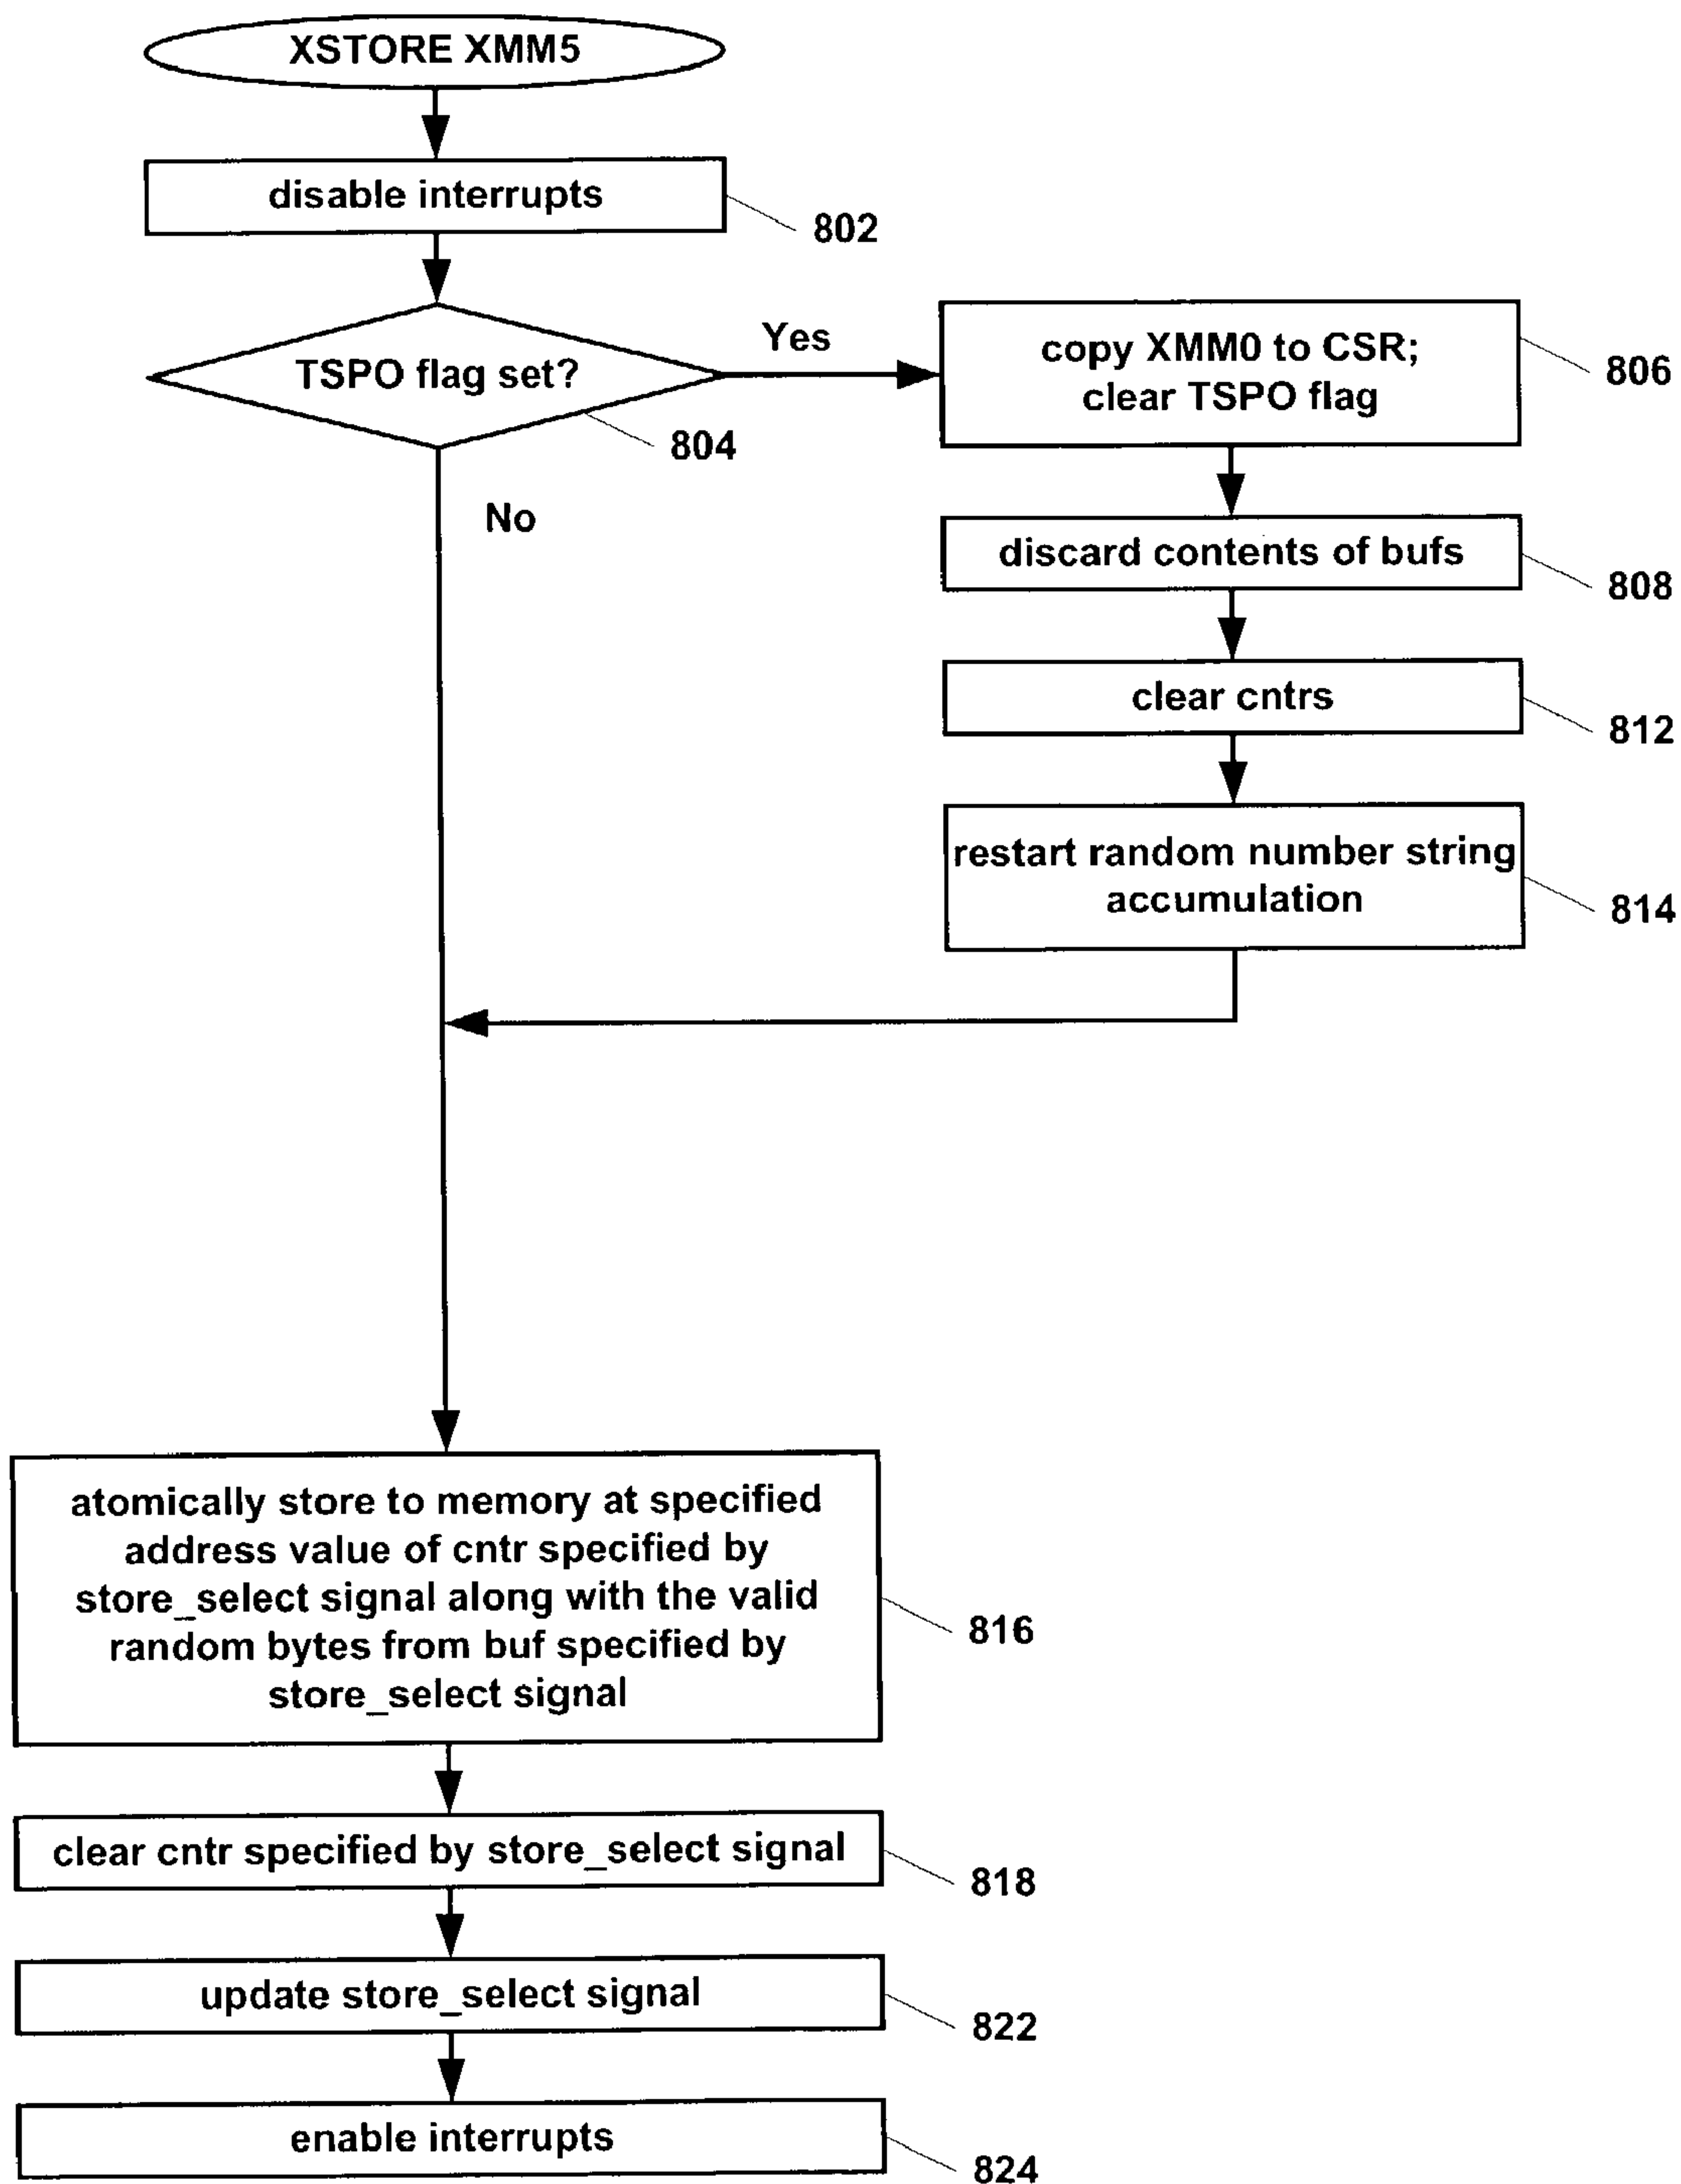 XSTORE XMM5
disable interrupts
802
TSPO flag set?
804
Yes
No
copy XMM0 to CSR;
clear TSPO flag
806
discard contents of bufs
808
clear cntrs
812
restart random number string
accumulation
814
atomically store to memory at specified
address value of cntr specified by
store_select signal along with the valid
random bytes from buf specified by
store_select signal
816
clear cntr specified by store_select signal
818
update store_select signal
822
enable interrupts
824